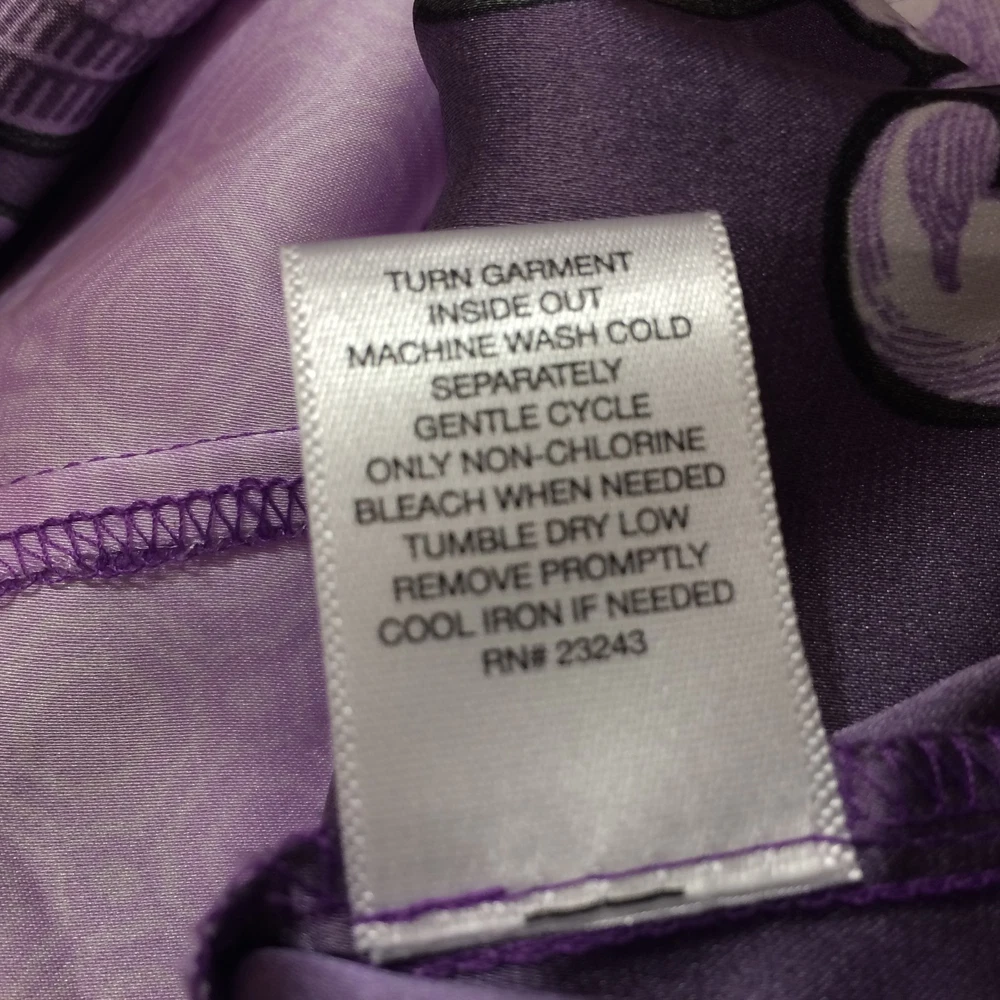 TURN GARMENT
INSIDE OUT
MACHINE WASH COLD
SEPARATELY
GENTLE CYCLE
ONLY NON-CHLORINE
BLEACH WHEN NEEDED
TUMBLE DRY LOW
REMOVE PROMPTLY
COOL IRON IF NEEDED
RN# 23243